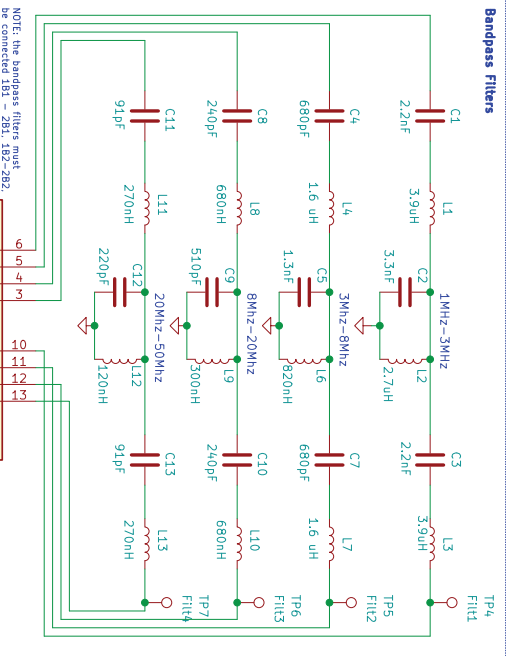 Bandpass Filters
C1
2.2nF
L1
3.9uH
1MHz-3MHz
C2
3.3nF
L2
2.7uH
C3
2.2nF
L3
3.9uH
TP4
Filt1
C4
680pF
L4
1.6 uH
3Mhz-8Mhz
C5
1.3nF
L6
820nH
C7
680pF
L7
1.6 uH
TP5
Filt2
C8
240pF
L8
680nH
8Mhz-20Mhz
C9
510pF
L9
300nH
C10
240pF
L10
680nH
TP6
Filt3
C11
91pF
L11
270nH
20Mhz-50Mhz
C12
220pF
L12
120nH
C13
91pF
L13
270nH
TP7
Filt4
NOTE: the bandpass filters must
be connected 1B1 - 2B1, 1B2-2B2,
6
5
4
3
10
11
12
13